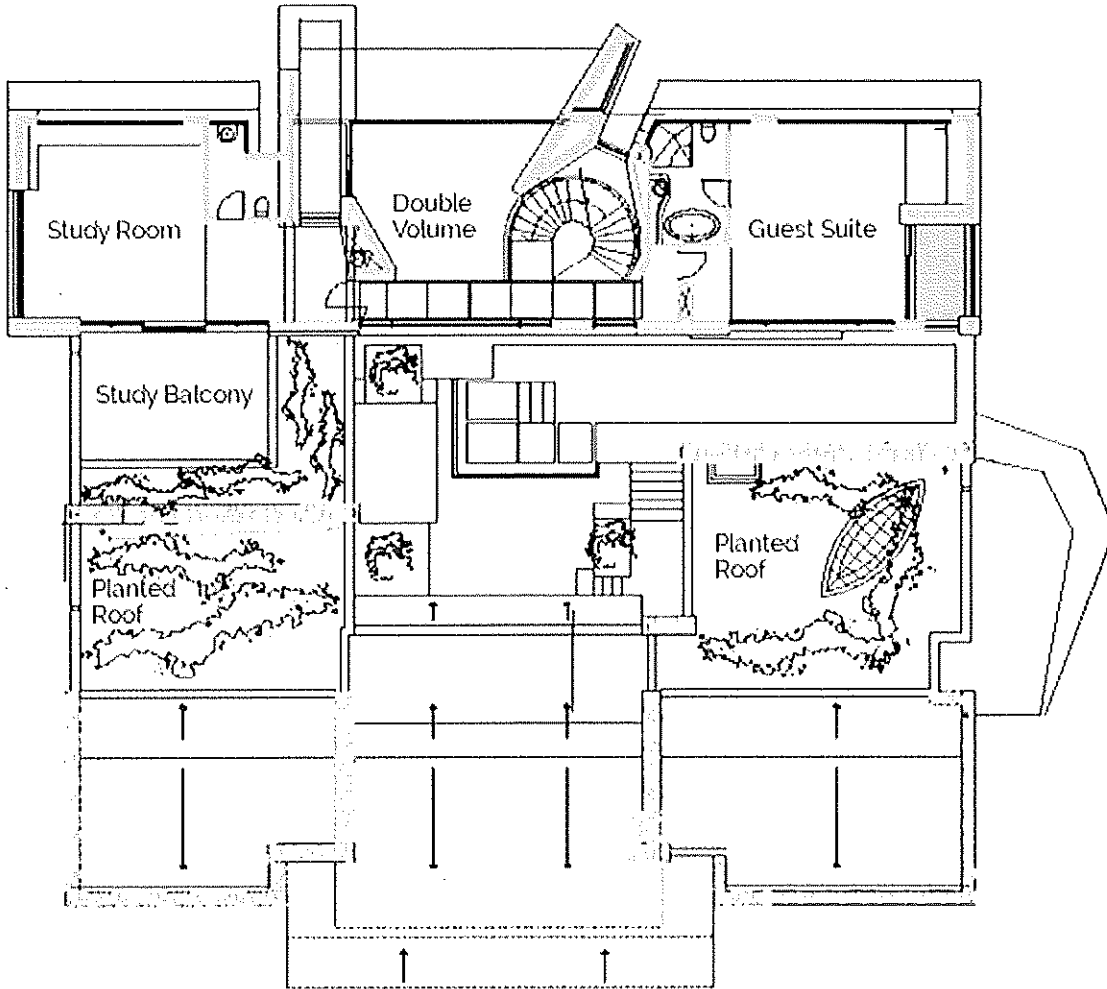 Study Room
Double
Volume
Guest Suite
Study Balcony
Planted
Roof
Planted
Roof